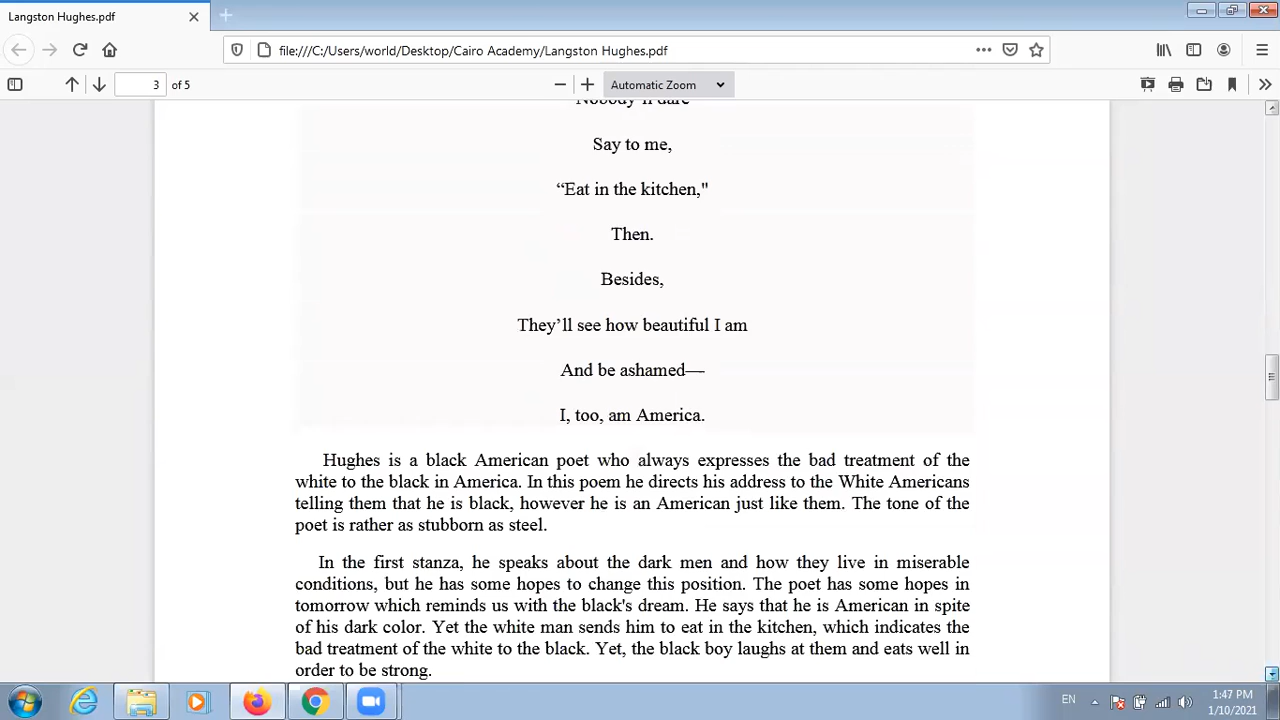 Langston Hughes.pdf
file:///C:/Users/world/Desktop/Cairo Academy/Langston Hughes.pdf
3 of 5
Automatic Zoom
Nobody'll dare
Say to me,
“Eat in the kitchen,"
Then.
Besides,
They’ll see how beautiful I am
And be ashamed—
I, too, am America.
Hughes is a black American poet who always expresses the bad treatment of the
white to the black in America. In this poem he directs his address to the White Americans
telling them that he is black, however he is an American just like them. The tone of the
poet is rather as stubborn as steel.
In the first stanza, he speaks about the dark men and how they live in miserable
conditions, but he has some hopes to change this position. The poet has some hopes in
tomorrow which reminds us with the black's dream. He says that he is American in spite
of his dark color. Yet the white man sends him to eat in the kitchen, which indicates the
bad treatment of the white to the black. Yet, the black boy laughs at them and eats well in
order to be strong.
EN
1:47 PM
1/10/2021